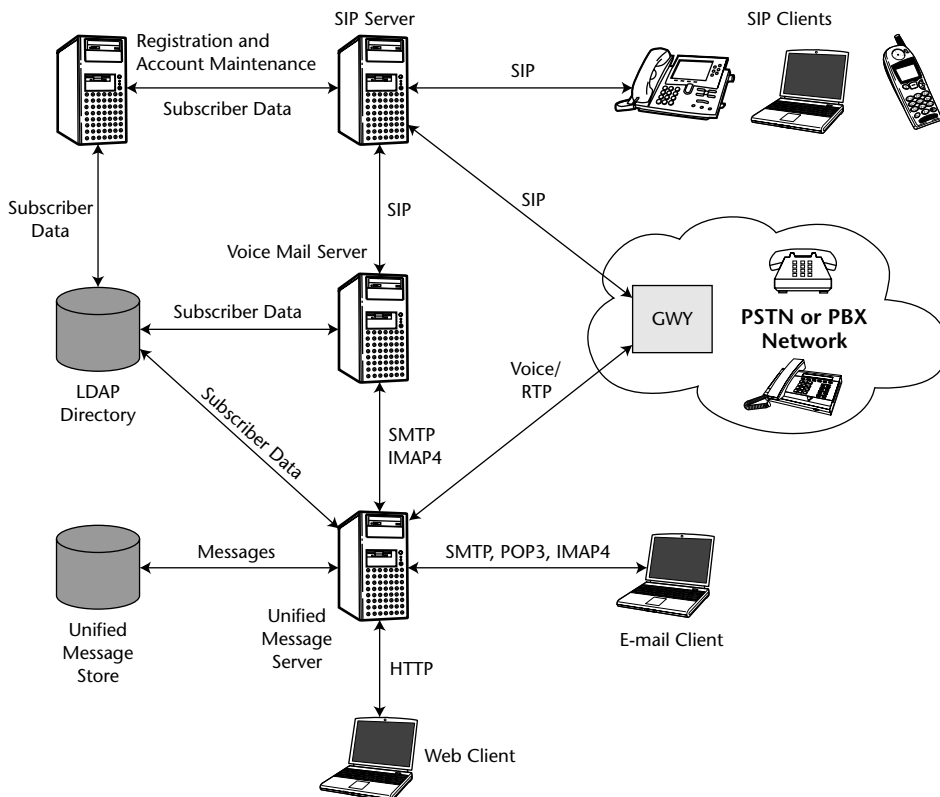 SIP Server
SIP Clients
Registration and
Account Maintenance
Subscriber Data
SIP
Subscriber
Data
SIP
SIP
Voice Mail Server
Subscriber Data
GWY
PSTN or PBX
Network
LDAP
Directory
Voice/
RTP
Subscriber Data
SMTP
IMAP4
Messages
SMTP, POP3, IMAP4
Unified
Message
Store
Unified
Message
Server
E-mail Client
HTTP
Web Client